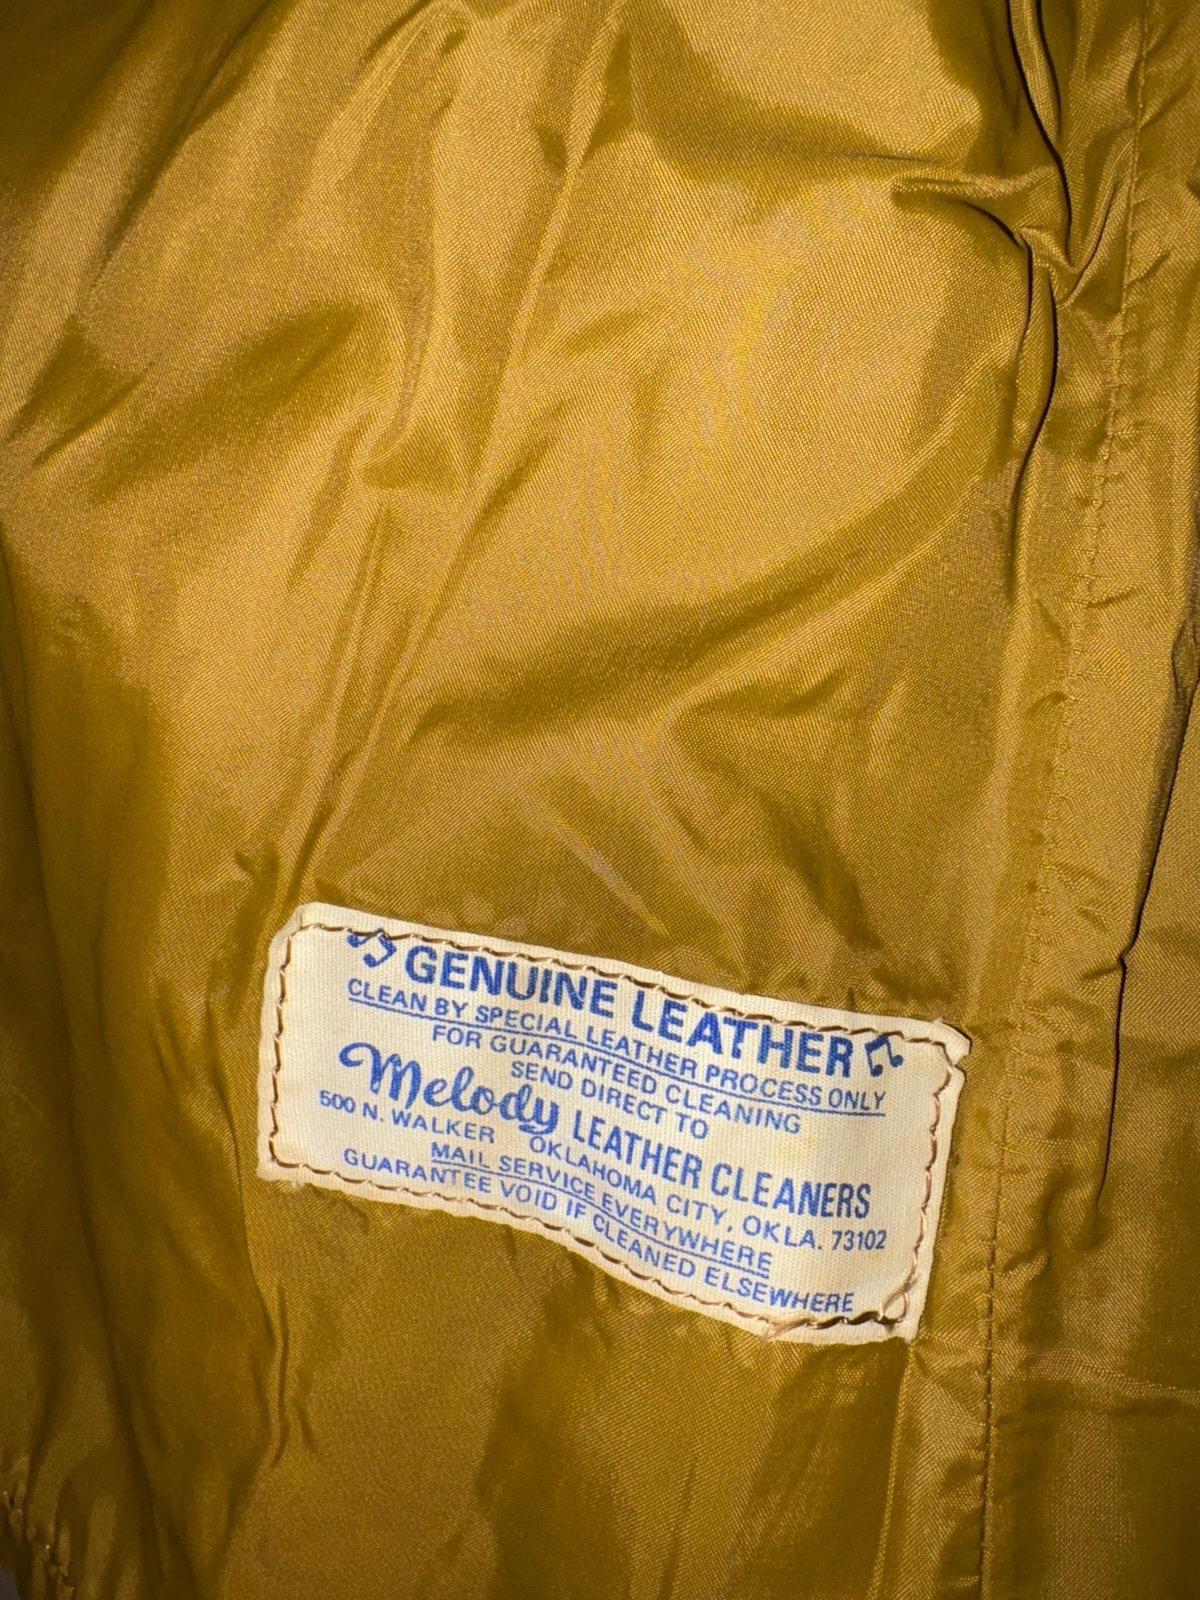 GENUINE LEATHER
CLEAN BY SPECIAL LEATHER PROCESS ONLY
FOR GUARANTEED CLEANING
SEND DIRECT TO
Melody LEATHER CLEANERS
500 N. WALKER OKLAHOMA CITY, OKLA. 73102
MAIL SERVICE EVERYWHERE
GUARANTEE VOID IF CLEANED ELSEWHERE